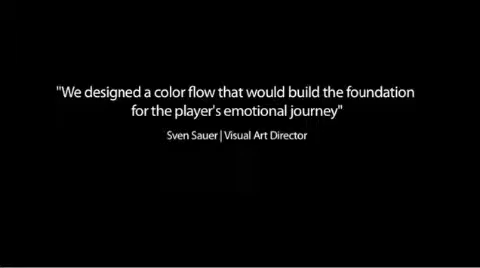 "We designed a color flow that would build the foundation
for the player's emotional journey"
Sven Sauer | Visual Art Director